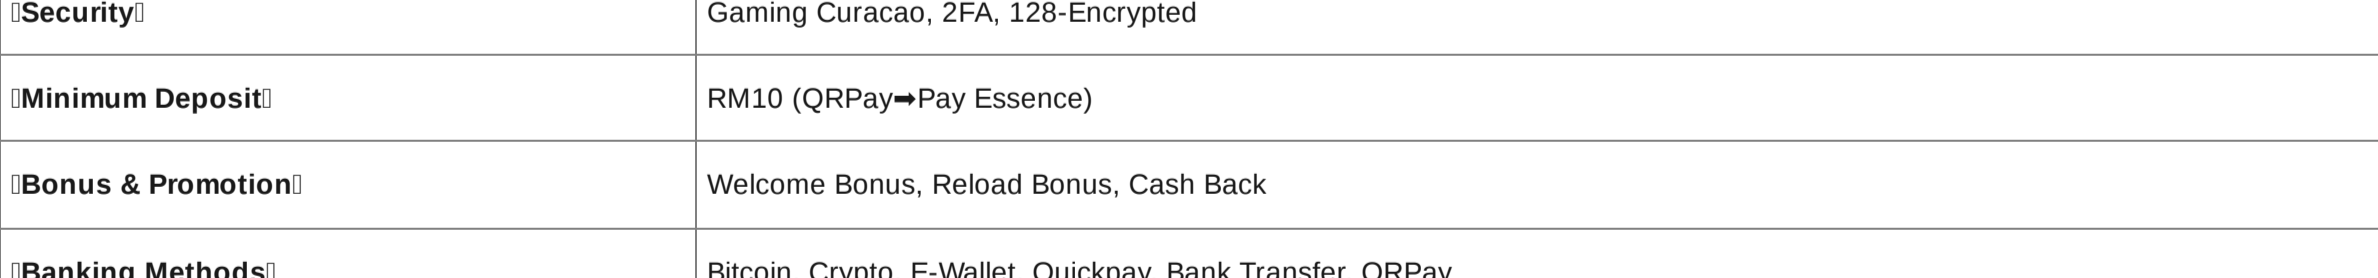 Security
Gaming Curacao, 2FA, 128-Encrypted
Minimum Deposit
RM10 (QRPay➡Pay Essence)
Bonus & Promotion
Welcome Bonus, Reload Bonus, Cash Back
Banking Methods
Bitcoin, Crypto, E-Wallet, Quickpay, Bank Transfer, QRPay